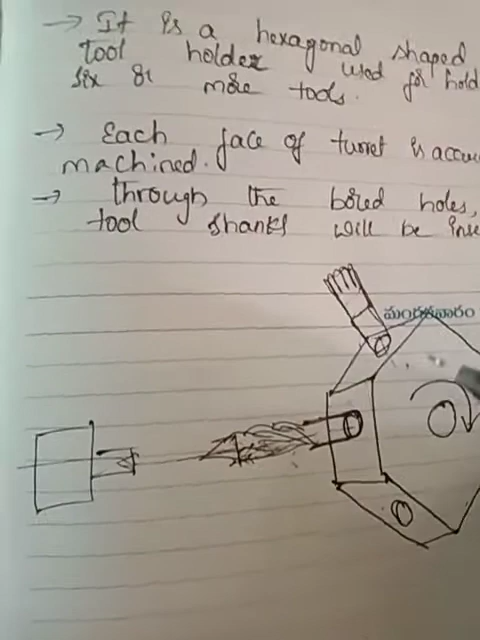 → It is a hexagonal shaped
tool holder used for hold
six or more tools.
→ Each face of turret is accu
machined.
→ through the bored holes,
tool shanks will be inse
మంగళవారం